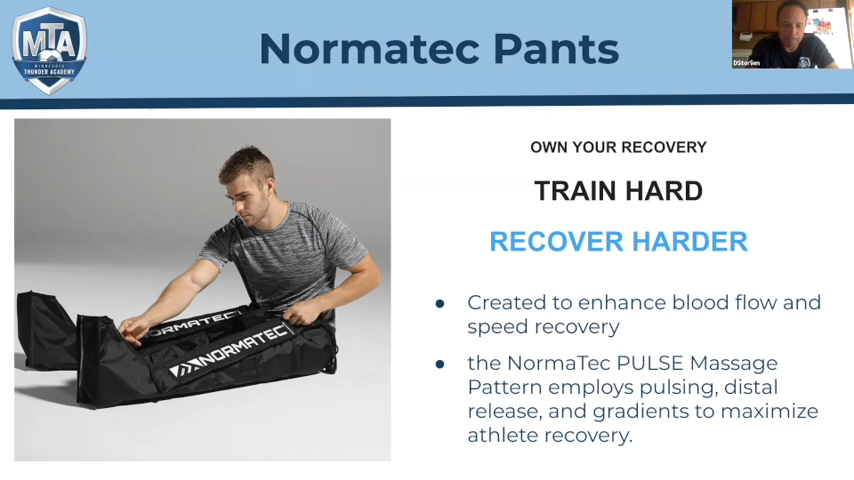 MTA
MINNESOTA
THUNDER ACADEMY
Normatec Pants
DStorlien
OWN YOUR RECOVERY
TRAIN HARD
RECOVER HARDER
NORMATEC
NORMATEC
● Created to enhance blood flow and
speed recovery
● the NormaTec PULSE Massage
Pattern employs pulsing, distal
release, and gradients to maximize
athlete recovery.